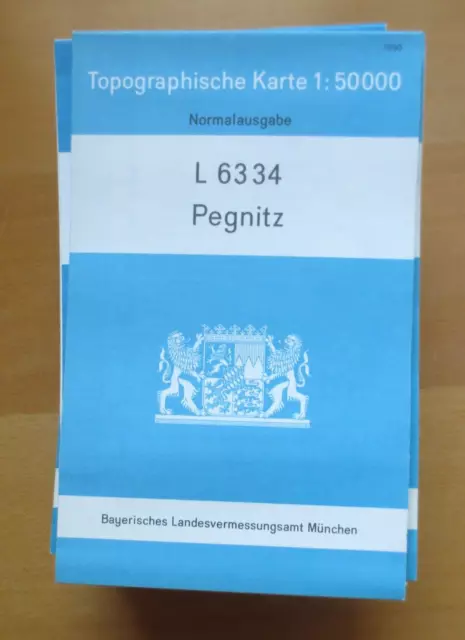 Topographische Karte 1:50000
Normalausgabe
L 6334
Pegnitz
Bayerisches Landesvermessungsamt München